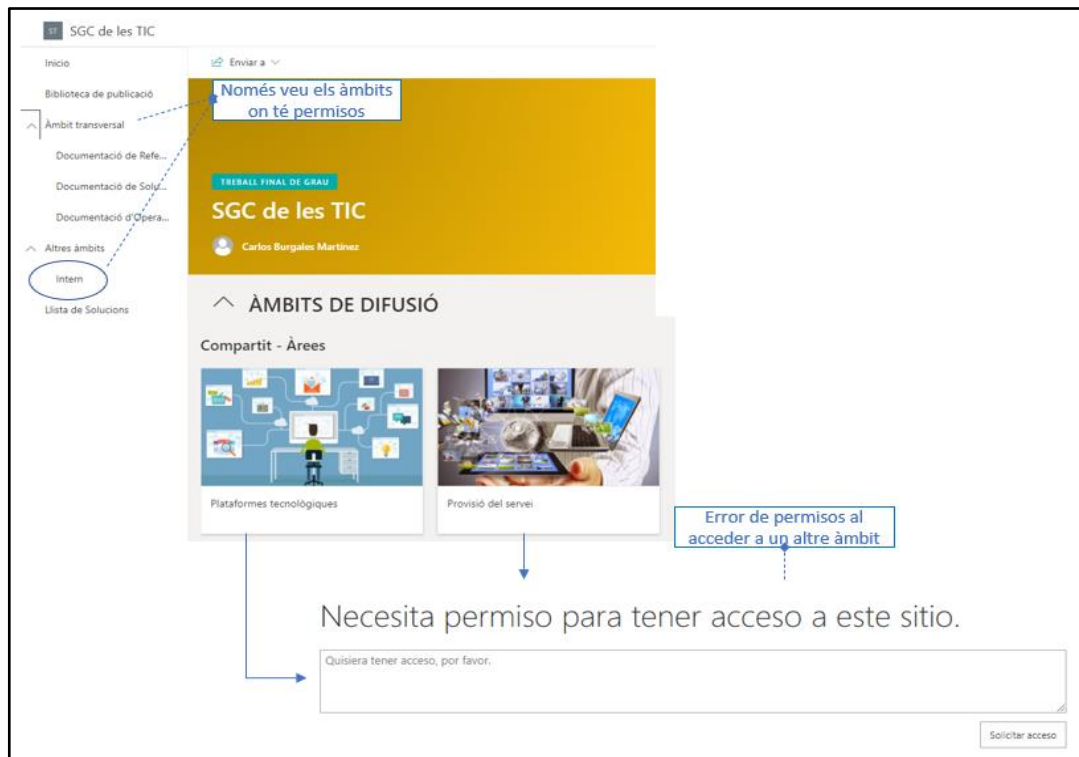 ST SGC de les TIC
Inicio
Biblioteca de publicació
Àmbit transversal
Documentació de Refe...
Documentació de Solu...
Documentació d'Opera...
Altres àmbits
Intern
Llista de Solucions
Enviar a
Només veu els àmbits
on té permisos
TREBALL FINAL DE GRAU
SGC de les TIC
Carlos Burgales Martínez
ÀMBITS DE DIFUSIÓ
Compartit - Àrees
Plataformes tecnològiques
Provisió del servei
Error de permisos al
acceder a un altre àmbit
Necesita permiso para tener acceso a este sitio.
Quisiera tener acceso, por favor.
Solicitar acceso